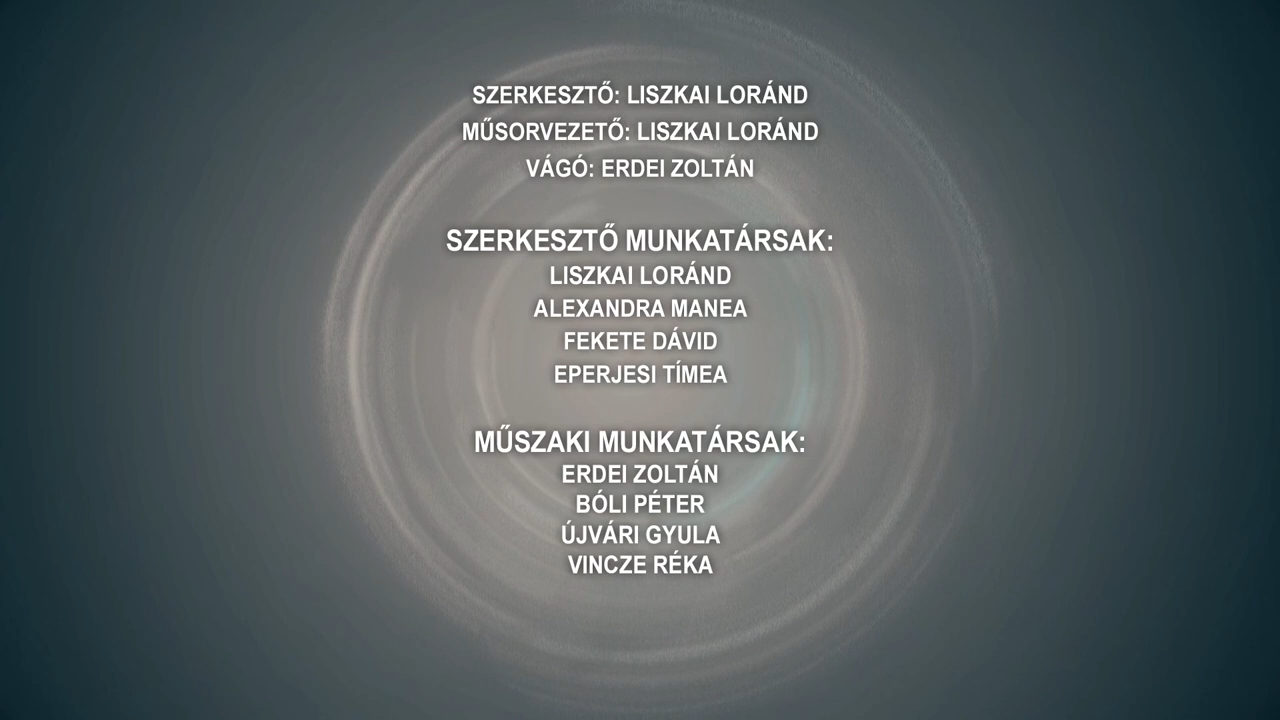 SZERKESZTŐ: LISZKAI LORÁND
MŰSORVEZETŐ: LISZKAI LORÁND
VÁGÓ: ERDEI ZOLTÁN
SZERKESZTŐ MUNKATÁRSAK:
LISZKAI LORÁND
ALEXANDRA MANEA
FEKETE DÁVID
EPERJESI TÍMEA
MŰSZAKI MUNKATÁRSAK:
ERDEI ZOLTÁN
BÓLI PÉTER
ÚJVÁRI GYULA
VINCZE RÉKA